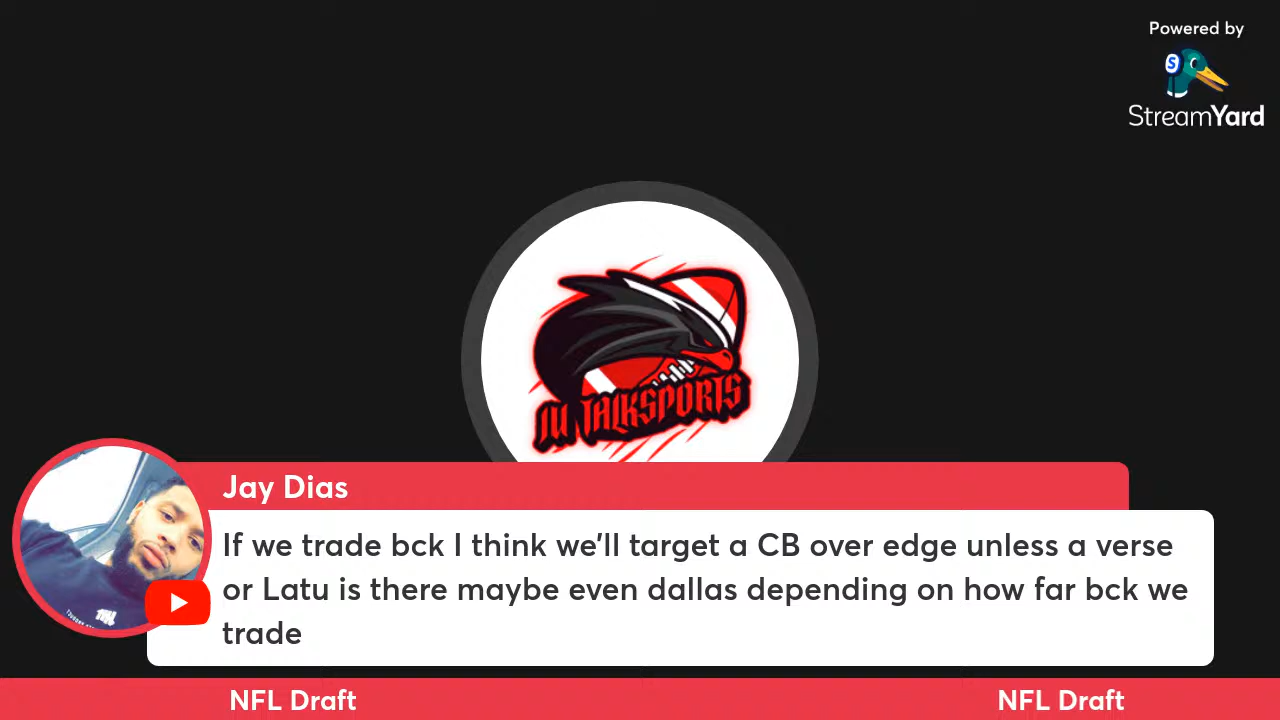 Powered by
S
StreamYard
TALKSPORTS
Jay Dias
If we trade bck I think we'll target a CB over edge unless a verse
or Latu is there maybe even dallas depending on how far bck we
trade
NFL Draft NFL Draft